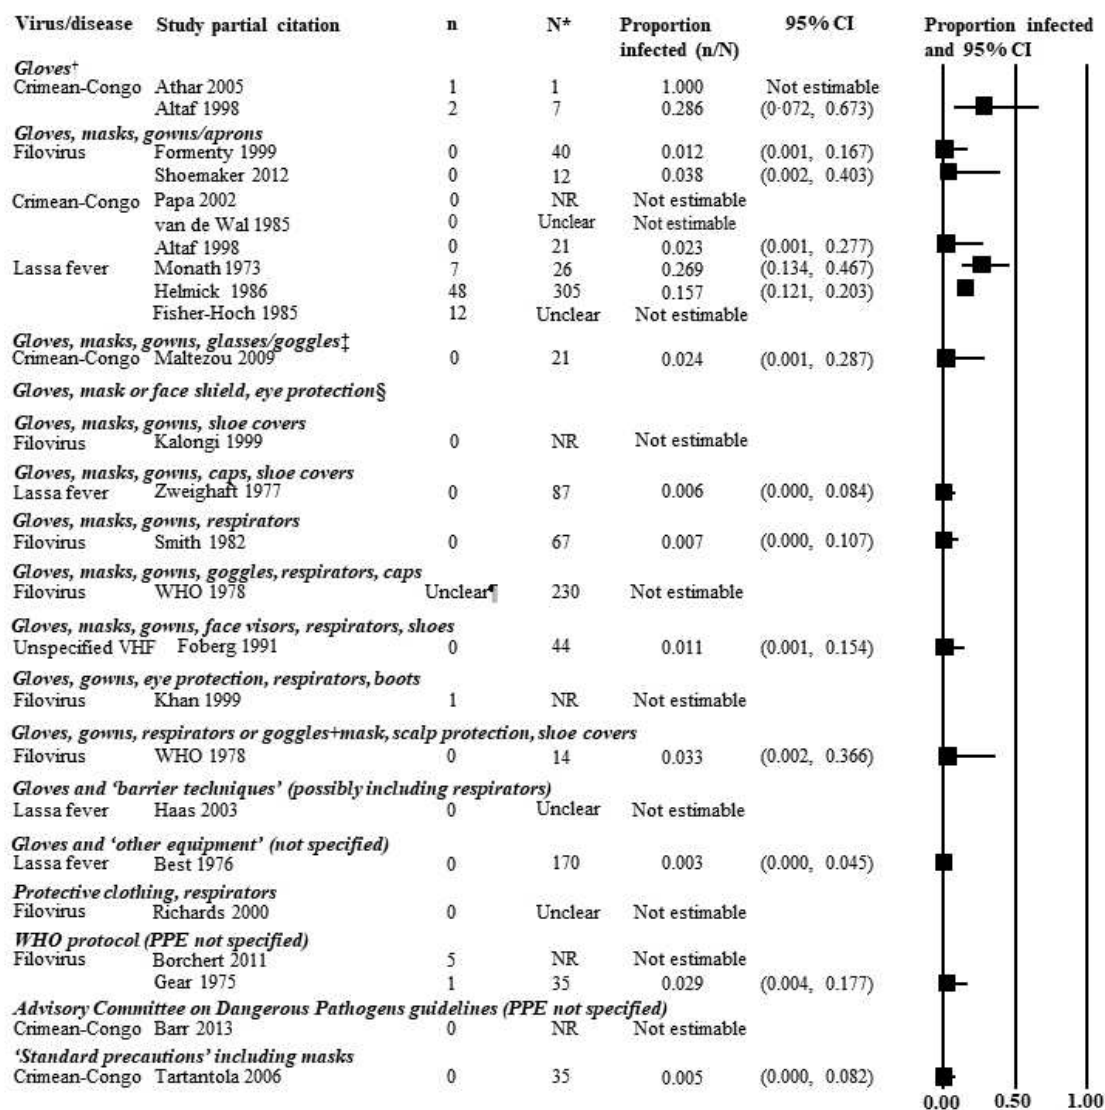 Virus/disease Study partial citation n N* Proportion infected (n/N) 95% CI Proportion infected and 95% CI
Gloves†
Crimean-Congo Athar 2005 1 1 1.000 Not estimable
Altaf 1998 2 7 0.286 (0·072, 0.673)
Gloves, masks, gowns/aprons
Filovirus Formenty 1999 0 40 0.012 (0.001, 0.167)
Shoemaker 2012 0 12 0.038 (0.002, 0.403)
Crimean-Congo Papa 2002 0 NR Not estimable
van de Wal 1985 0 Unclear Not estimable
Altaf 1998 0 21 0.023 (0.001, 0.277)
Lassa fever Monath 1973 7 26 0.269 (0.134, 0.467)
Helmick 1986 48 305 0.157 (0.121, 0.203)
Fisher-Hoch 1985 12 Unclear Not estimable
Gloves, masks, gowns, glasses/goggles‡
Crimean-Congo Maltezou 2009 0 21 0.024 (0.001, 0.287)
Gloves, mask or face shield, eye protection§
Gloves, masks, gowns, shoe covers
Filovirus Kalongi 1999 0 NR Not estimable
Gloves, masks, gowns, caps, shoe covers
Lassa fever Zweighaft 1977 0 87 0.006 (0.000, 0.084)
Gloves, masks, gowns, respirators
Filovirus Smith 1982 0 67 0.007 (0.000, 0.107)
Gloves, masks, gowns, goggles, respirators, caps
Filovirus WHO 1978 Unclear¶ 230 Not estimable
Gloves, masks, gowns, face visors, respirators, shoes
Unspecified VHF Foberg 1991 0 44 0.011 (0.001, 0.154)
Gloves, gowns, eye protection, respirators, boots
Filovirus Khan 1999 1 NR Not estimable
Gloves, gowns, respirators or goggles+mask, scalp protection, shoe covers
Filovirus WHO 1978 0 14 0.033 (0.002, 0.366)
Gloves and ‘barrier techniques’ (possibly including respirators)
Lassa fever Haas 2003 0 Unclear Not estimable
Gloves and ‘other equipment’ (not specified)
Lassa fever Best 1976 0 170 0.003 (0.000, 0.045)
Protective clothing, respirators
Filovirus Richards 2000 0 Unclear Not estimable
WHO protocol (PPE not specified)
Filovirus Borchert 2011 5 NR Not estimable
Gear 1975 1 35 0.029 (0.004, 0.177)
Advisory Committee on Dangerous Pathogens guidelines (PPE not specified)
Crimean-Congo Barr 2013 0 NR Not estimable
‘Standard precautions’ including masks
Crimean-Congo Tartantola 2006 0 35 0.005 (0.000, 0.082)
0.00 0.50 1.00